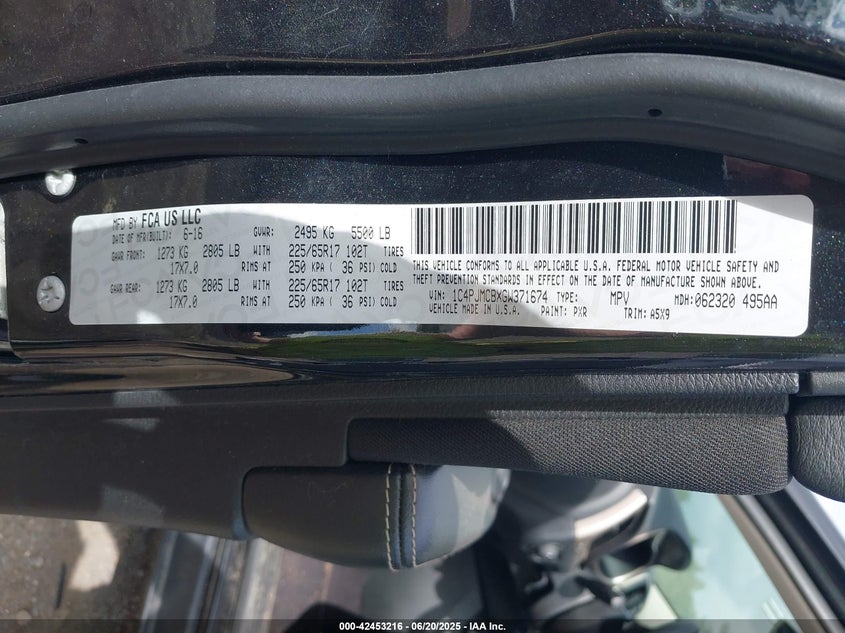 MFD BY FCA US LLC
DATE OF MFR(BUILT): 6-16 GVWR: 2495 KG 5500 LB
GAWR FRONT: 1273 KG 2805 LB WITH 225/65R17 102T TIRES
17X7.0 RIMS AT 250 KPA ( 36 PSI) COLD
GAWR REAR: 1273 KG 2805 LB WITH 225/65R17 102T TIRES
17X7.0 RIMS AT 250 KPA ( 36 PSI) COLD
THIS VEHICLE CONFORMS TO ALL APPLICABLE U.S.A. FEDERAL MOTOR VEHICLE SAFETY AND
THEFT PREVENTION STANDARDS IN EFFECT ON THE DATE OF MANUFACTURE SHOWN ABOVE.
VIN: 1C4PJMCBXGW371674 TYPE: MPV MDH: 062320 495AA
VEHICLE MADE IN U.S.A. PAINT: PXR TRIM: A5X9
000-42453216 - 06/20/2025 - IAA Inc.